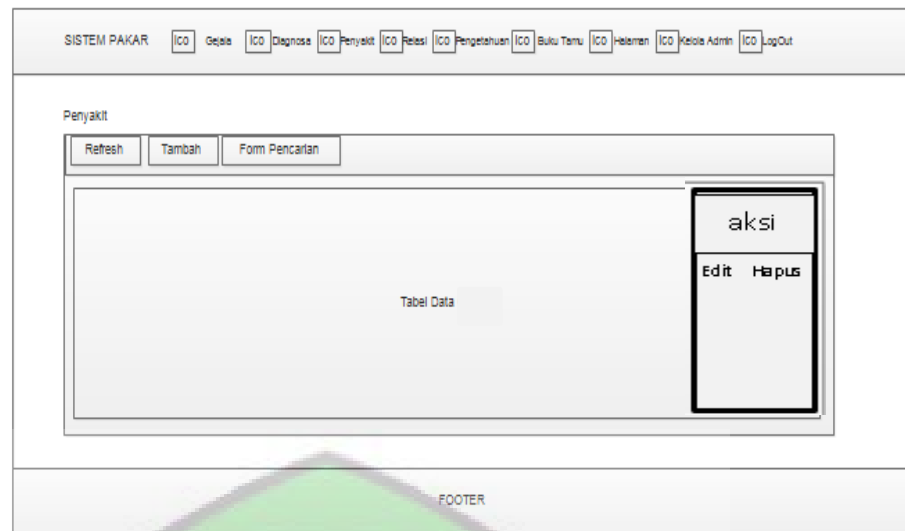 SISTEM PAKAR ICO Gejala ICO Diagnosa ICO Penyakit ICO Relasi ICO Pengetahuan ICO Buku Tamu ICO Halaman ICO Kelola Admin ICO LogOut
Penyakit
Refresh Tambah Form Pencarian
aksi
Edit Hapus
Tabel Data
FOOTER